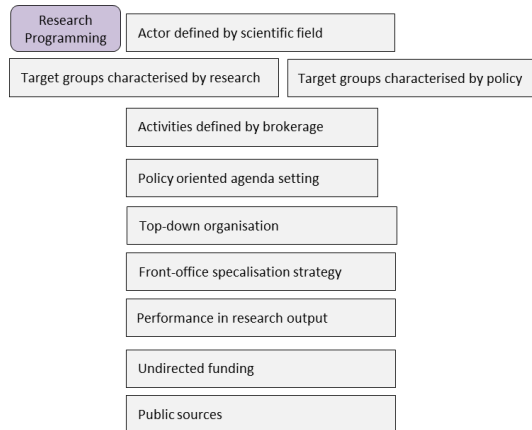 Research
Programming
Actor defined by scientific field
Target groups characterised by research
Target groups characterised by policy
Activities defined by brokerage
Policy oriented agenda setting
Top-down organisation
Front-office specalisation strategy
Performance in research output
Undirected funding
Public sources